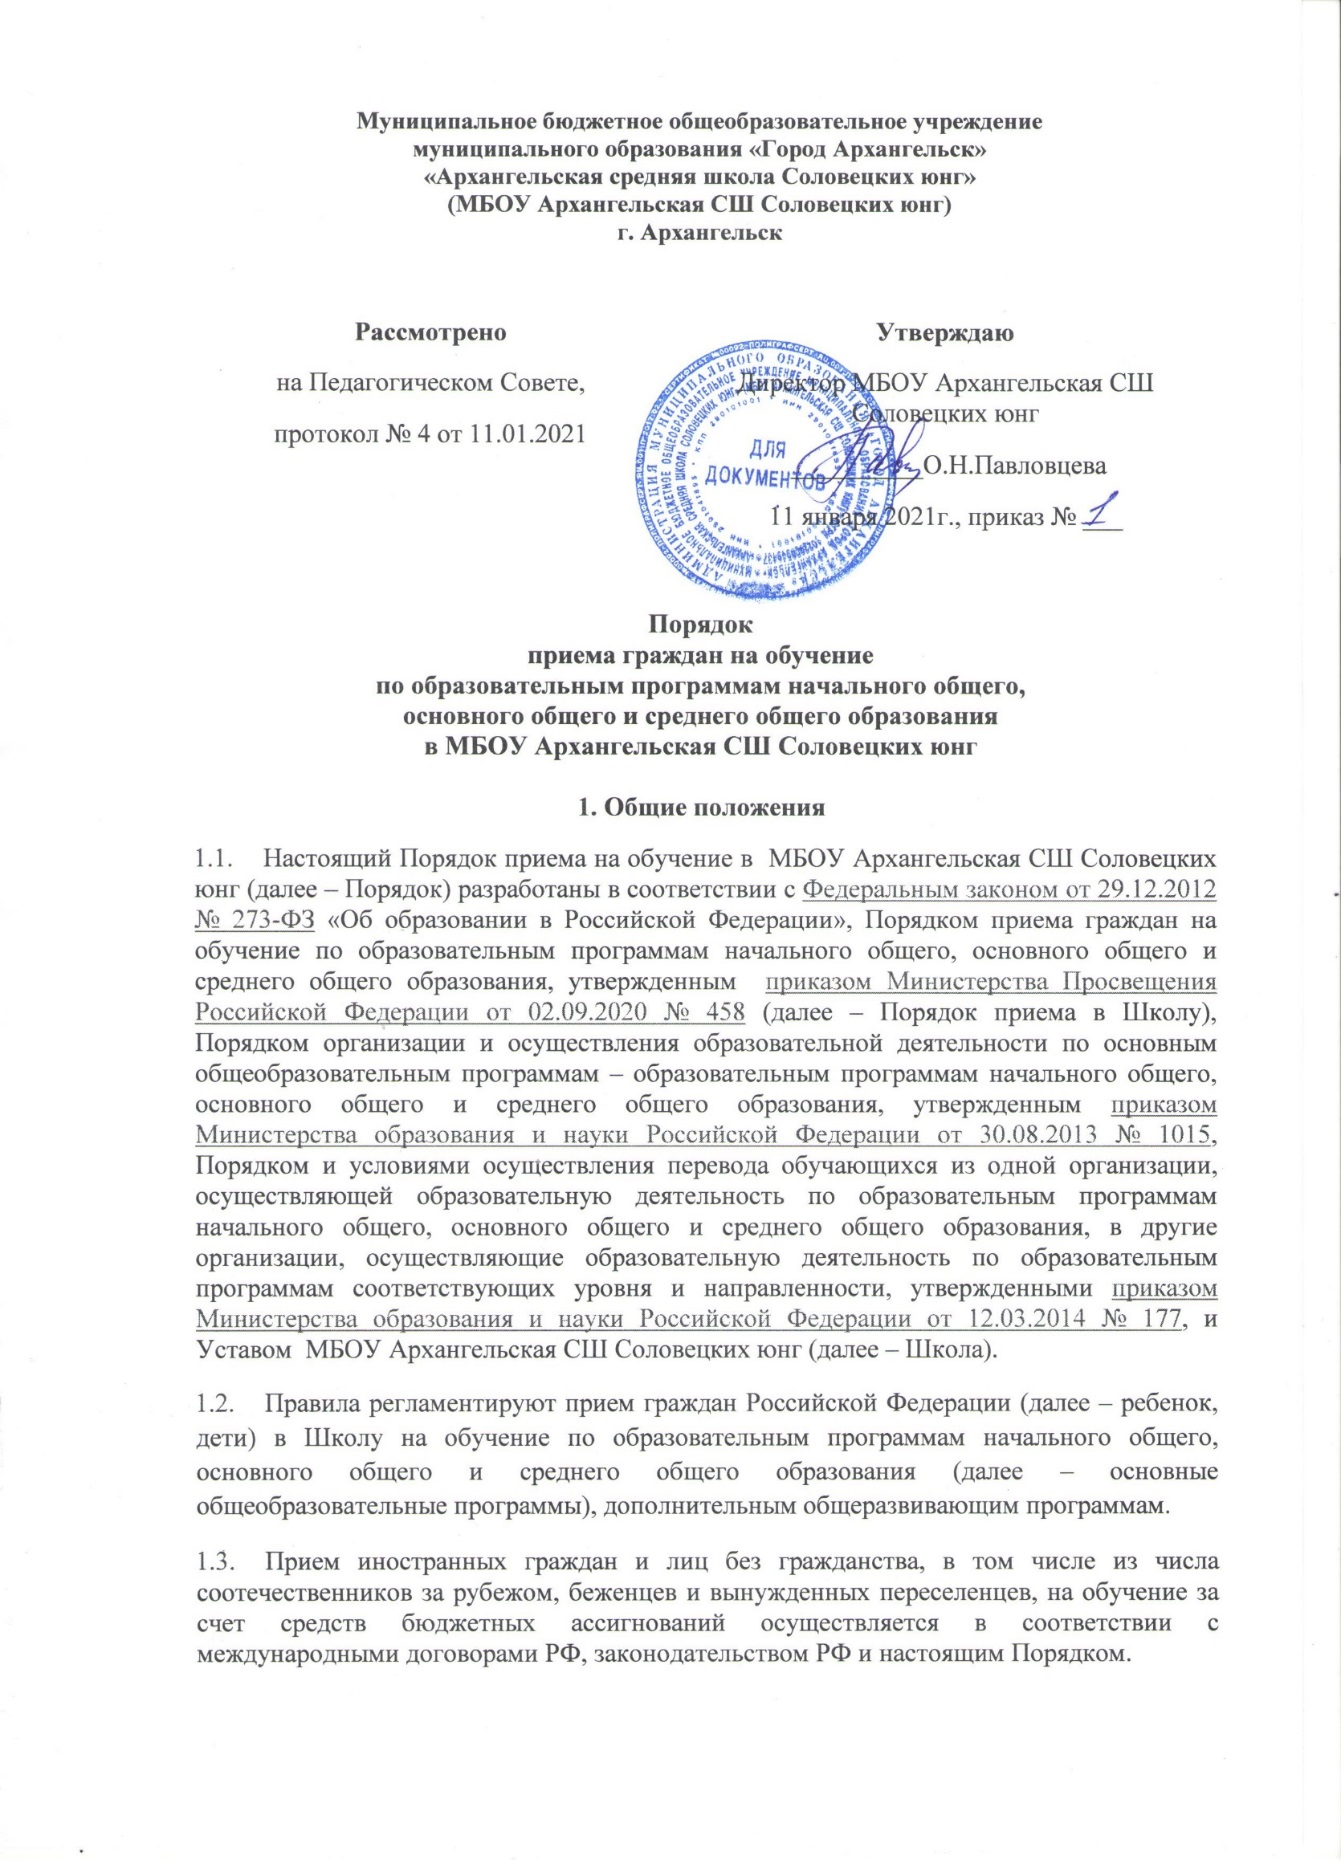 Муниципальное бюджетное общеобразовательное учреждение
муниципального образования «Город Архангельск»
«Архангельская средняя школа Соловецких юнг»
(МБОУ Архангельская СШ Соловецких юнг)
г. Архангельск
Рассмотрено
на Педагогическом Совете,
протокол № 4 от 11.01.2021
Утверждаю
Директор МБОУ Архангельская СШ
Соловецких юнг
О.Н.Павловцева
11 января 2021г., приказ № 1
ДЛЯ
ДОКУМЕНТОВ
Порядок
приема граждан на обучение
по образовательным программам начального общего,
основного общего и среднего общего образования
в МБОУ Архангельская СШ Соловецких юнг
1. Общие положения
1.1. Настоящий Порядок приема на обучение в МБОУ Архангельская СШ Соловецких
юнг (далее – Порядок) разработаны в соответствии с Федеральным законом от 29.12.2012
№ 273-ФЗ «Об образовании в Российской Федерации», Порядком приема граждан на
обучение по образовательным программам начального общего, основного общего и
среднего общего образования, утвержденным приказом Министерства Просвещения
Российской Федерации от 02.09.2020 № 458 (далее – Порядок приема в Школу),
Порядком организации и осуществления образовательной деятельности по основным
общеобразовательным программам – образовательным программам начального общего,
основного общего и среднего общего образования, утвержденным приказом
Министерства образования и науки Российской Федерации от 30.08.2013 № 1015,
Порядком и условиями осуществления перевода обучающихся из одной организации,
осуществляющей образовательную деятельность по образовательным программам
начального общего, основного общего и среднего общего образования, в другие
организации, осуществляющие образовательную деятельность по образовательным
программам соответствующих уровня и направленности, утвержденными приказом
Министерства образования и науки Российской Федерации от 12.03.2014 № 177, и
Уставом МБОУ Архангельская СШ Соловецких юнг (далее – Школа).
1.2. Правила регламентируют прием граждан Российской Федерации (далее – ребенок,
дети) в Школу на обучение по образовательным программам начального общего,
основного общего и среднего общего образования (далее – основные
общеобразовательные программы), дополнительным общеразвивающим программам.
1.3. Прием иностранных граждан и лиц без гражданства, в том числе из числа
соотечественников за рубежом, беженцев и вынужденных переселенцев, на обучение за
счет средств бюджетных ассигнований осуществляется в соответствии с
международными договорами РФ, законодательством РФ и настоящим Порядком.